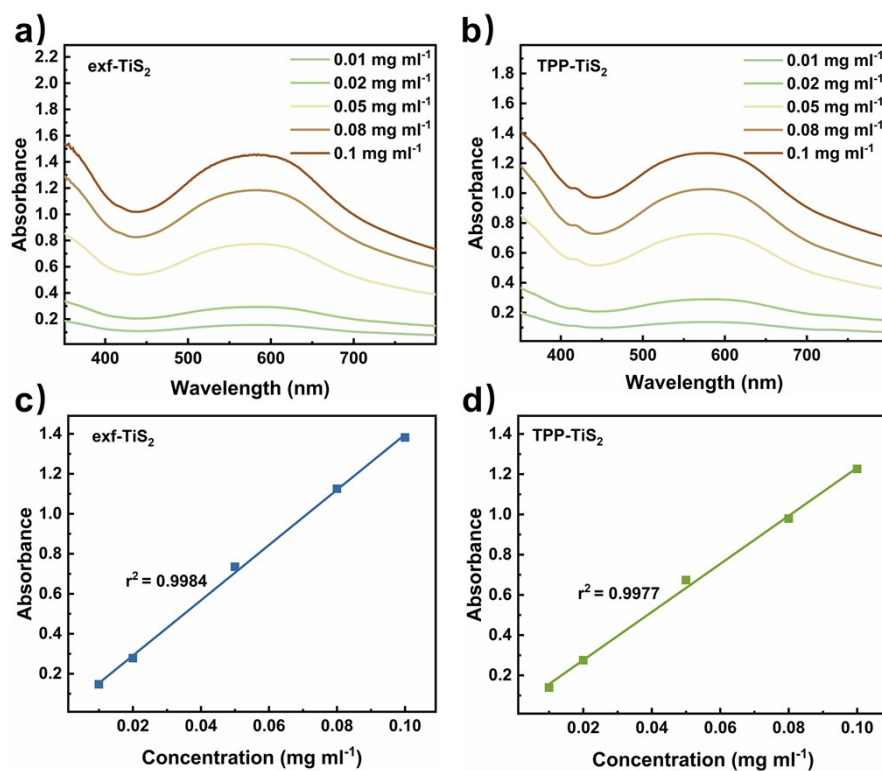 a)
exf-TiS₂
0.01 mg ml⁻¹
0.02 mg ml⁻¹
0.05 mg ml⁻¹
0.08 mg ml⁻¹
0.1 mg ml⁻¹
2.2
2.0
1.8
1.6
1.4
1.2
1.0
0.8
0.6
0.4
0.2
Absorbance
400 500 600 700
Wavelength (nm)
b)
TPP-TiS₂
0.01 mg ml⁻¹
0.02 mg ml⁻¹
0.05 mg ml⁻¹
0.08 mg ml⁻¹
0.1 mg ml⁻¹
1.8
1.6
1.4
1.2
1.0
0.8
0.6
0.4
0.2
Absorbance
400 500 600 700
Wavelength (nm)
c)
exf-TiS₂
1.4
1.2
1.0
0.8
0.6
0.4
0.2
Absorbance
r² = 0.9984
0.02 0.04 0.06 0.08 0.10
Concentration (mg ml⁻¹)
d)
TPP-TiS₂
1.4
1.2
1.0
0.8
0.6
0.4
0.2
Absorbance
r² = 0.9977
0.02 0.04 0.06 0.08 0.10
Concentration (mg ml⁻¹)